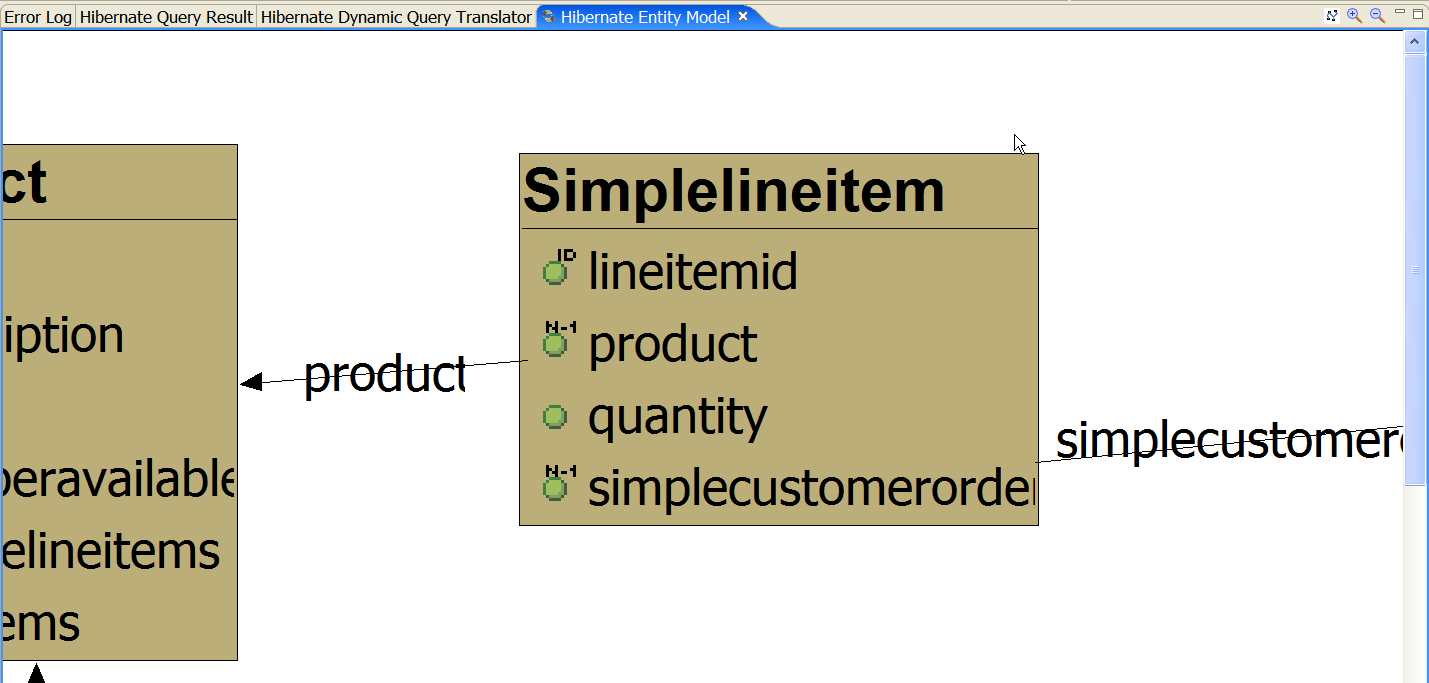 Error Log Hibernate Query Result Hibernate Dynamic Query Translator Hibernate Entity Model
ct
iption
peravailable
elineitems
ems
product
Simplelineitem
ID lineitemid
N-1 product
quantity
N-1 simplecustomerorder
simplecustomero